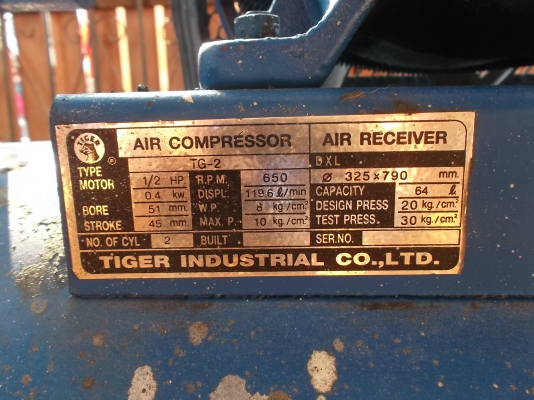 TIGER
AIR COMPRESSOR
AIR RECEIVER
TYPE TG-2
DXL
MOTOR 1/2 HP R.P.M. 650
Ø 325x790 mm.
0.4 kw DISPL. 119.6 ℓ/min
CAPACITY 64 ℓ
BORE 51 mm W.P. 8 kg/cm²
DESIGN PRESS 20 kg/cm²
STROKE 45 mm MAX. P. 10 kg/cm²
TEST PRESS. 30 kg/cm²
NO. OF CYL 2 BUILT
SER.NO.
TIGER INDUSTRIAL CO.,LTD.